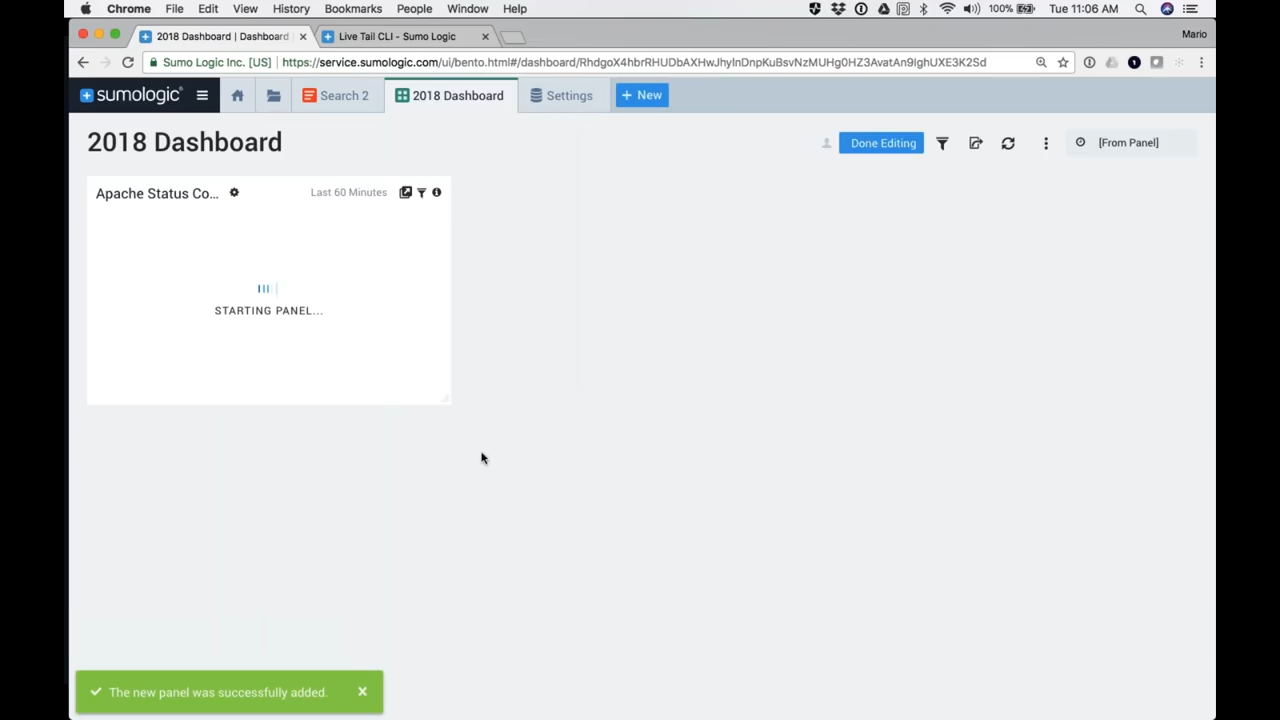 Chrome File Edit View History Bookmarks People Window Help 100% Tue 11:06 AM
2018 Dashboard | Dashboard Live Tail CLI - Sumo Logic Mario
Sumo Logic Inc. [US] https://service.sumologic.com/ui/bento.html#/dashboard/RhdgoX4hbrRHUDbAXHwJhylnDnpKuBsvNzMUHg0HZ3AvatAn9IghUXE3K2Sd
sumologic Search 2 2018 Dashboard Settings + New
2018 Dashboard Done Editing [From Panel]
Apache Status Co... Last 60 Minutes
STARTING PANEL...
The new panel was successfully added.